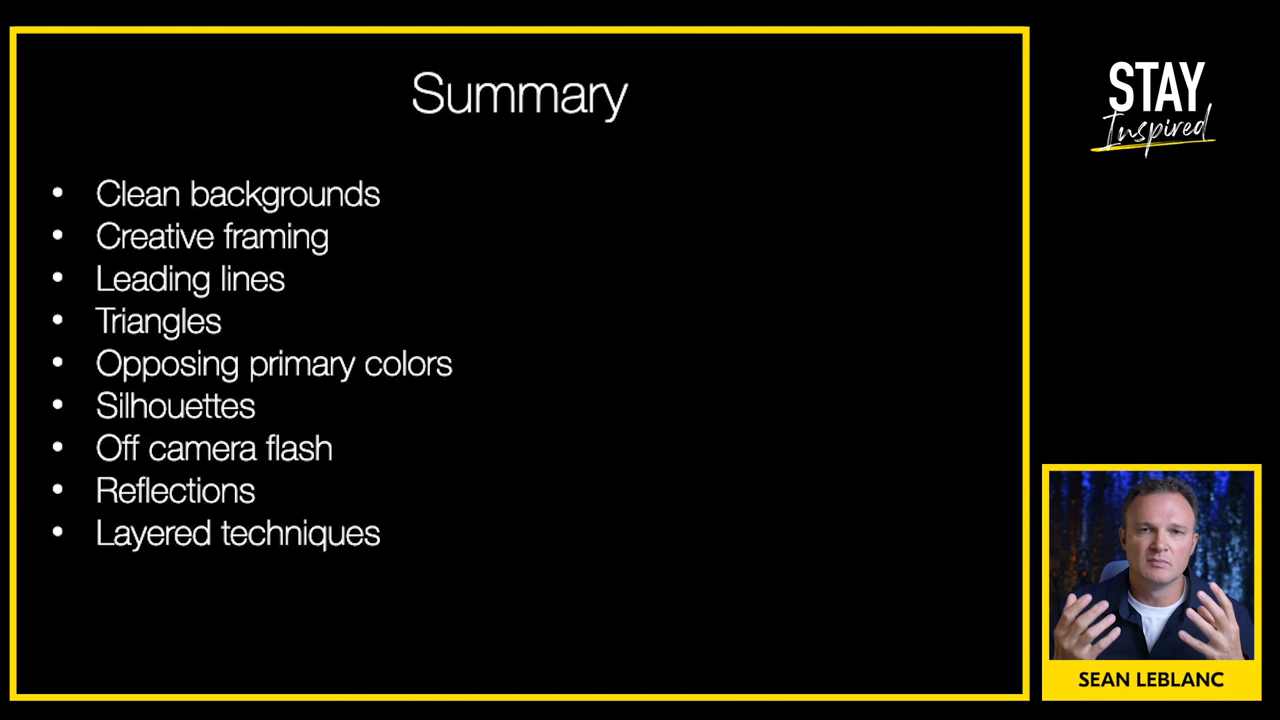 Summary
• Clean backgrounds
• Creative framing
• Leading lines
• Triangles
• Opposing primary colors
• Silhouettes
• Off camera flash
• Reflections
• Layered techniques
STAY
Inspired
SEAN LEBLANC